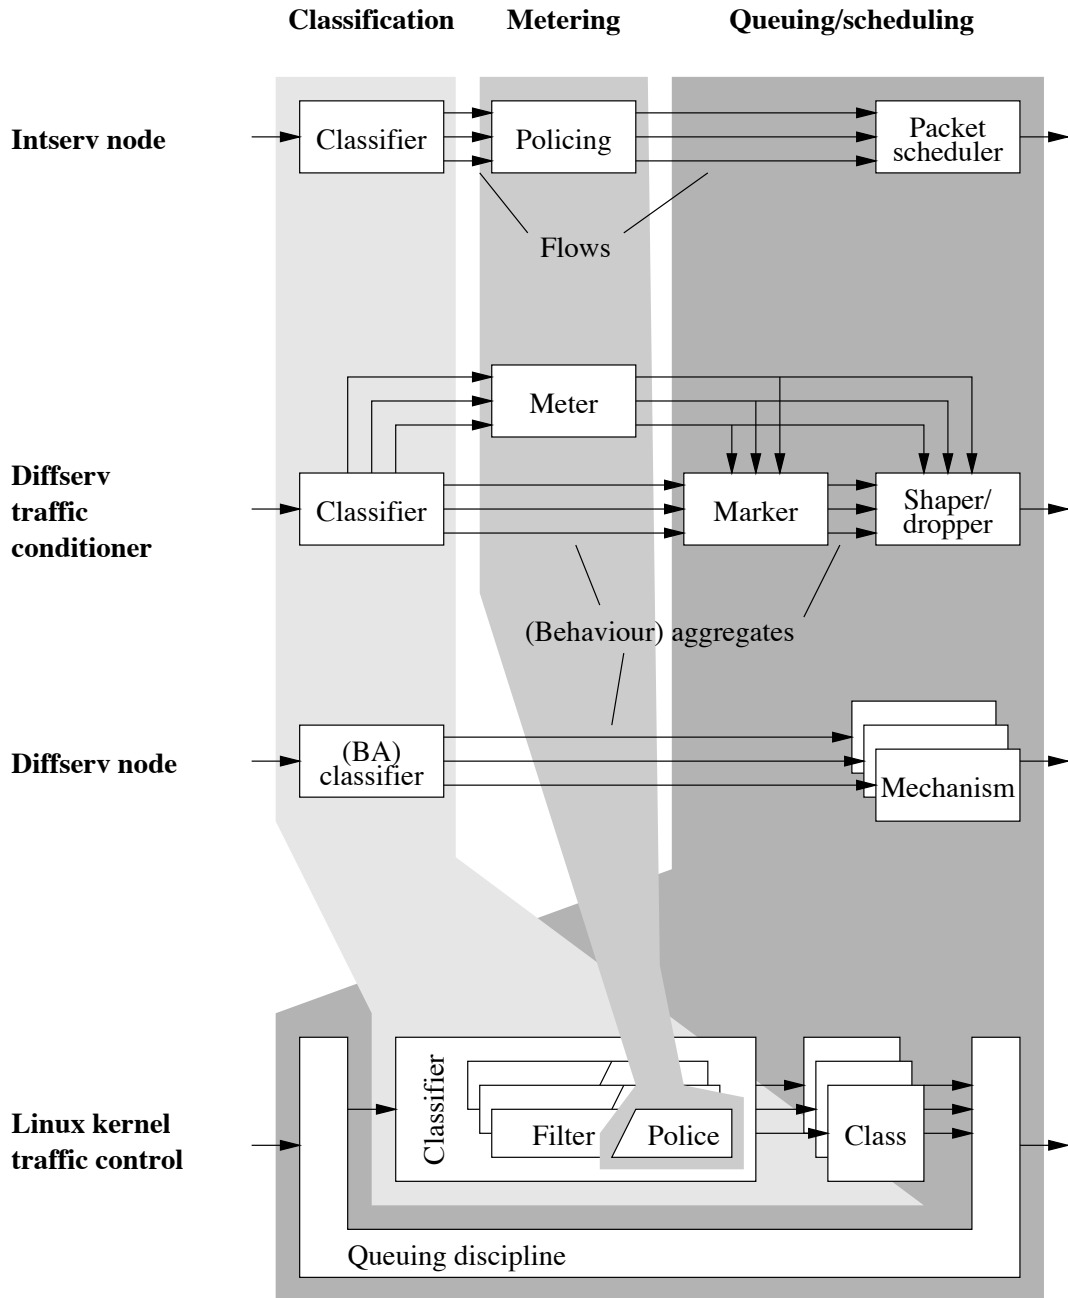 Classification Metering Queuing/scheduling
Intserv node
Classifier
Policing
Packet
scheduler
Flows
Meter
Diffserv
traffic
conditioner
Classifier
Marker
Shaper/
dropper
(Behaviour) aggregates
Diffserv node
(BA)
classifier
Mechanism
Linux kernel
traffic control
Classifier
Filter
Police
Class
Queuing discipline